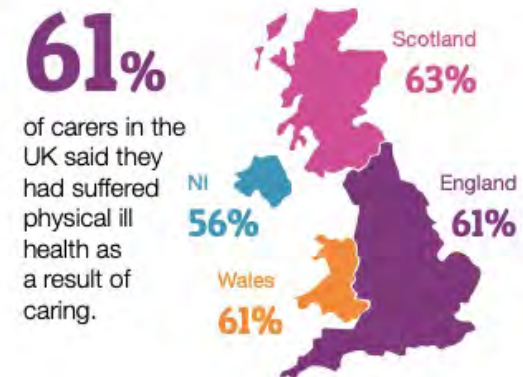 61%
of carers in the
UK said they
had suffered
physical ill
health as
a result of
caring.
Scotland
63%
NI
56%
England
61%
Wales
61%